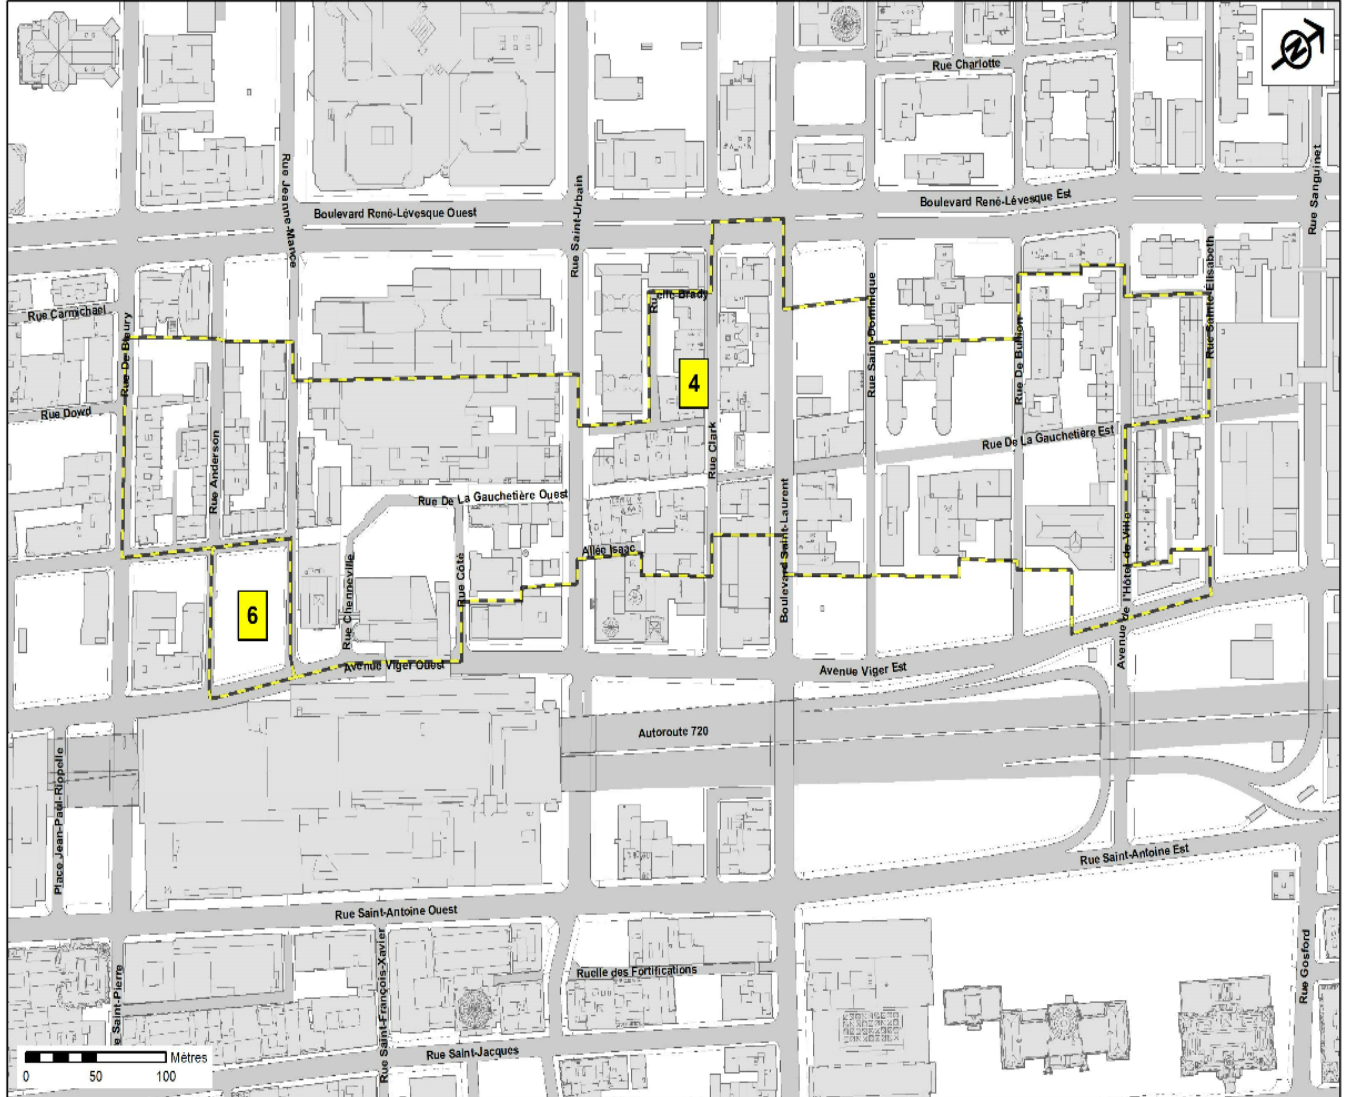 N
Rue Charlotte
Rue Sanguinet
Rue Jeanne-Mance
Rue Saint-Urbain
Boulevard René-Lévesque Ouest
Boulevard René-Lévesque Est
Rue Sainte-Élisabeth
Rue Carmichael
Ruelle Brady
Rue Saint-Dominique
Rue De Bleury
Rue De Bullion
4
Rue Dowd
Rue Anderson
Rue Clark
Rue De La Gauchetière Est
Rue De La Gauchetière Ouest
Boulevard Saint-Laurent
Allée Isaac
Rue Chenneville
Rue Côté
Avenue de l'Hôtel-de-Ville
6
Avenue Viger Ouest
Avenue Viger Est
Autoroute 720
Place Jean-Paul-Riopelle
Rue Saint-Antoine Est
Rue Saint-Antoine Ouest
Rue Saint-François-Xavier
Ruelle des Fortifications
Rue Gosford
e Saint-Pierre
Rue Saint-Jacques
Mètres
0 50 100